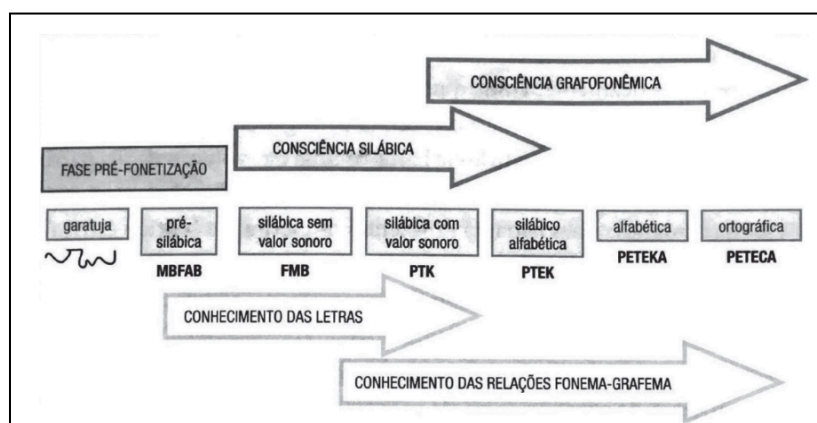 CONSCIÊNCIA GRAFOFONÊMICA
CONSCIÊNCIA SILÁBICA
FASE PRÉ-FONETIZAÇÃO
garatuja
pré-
silábica
MBFAB
silábica sem
valor sonoro
FMB
silábica com
valor sonoro
PTK
silábico
alfabética
PTEK
alfabética
PETEKA
ortográfica
PETECA
CONHECIMENTO DAS LETRAS
CONHECIMENTO DAS RELAÇÕES FONEMA-GRAFEMA